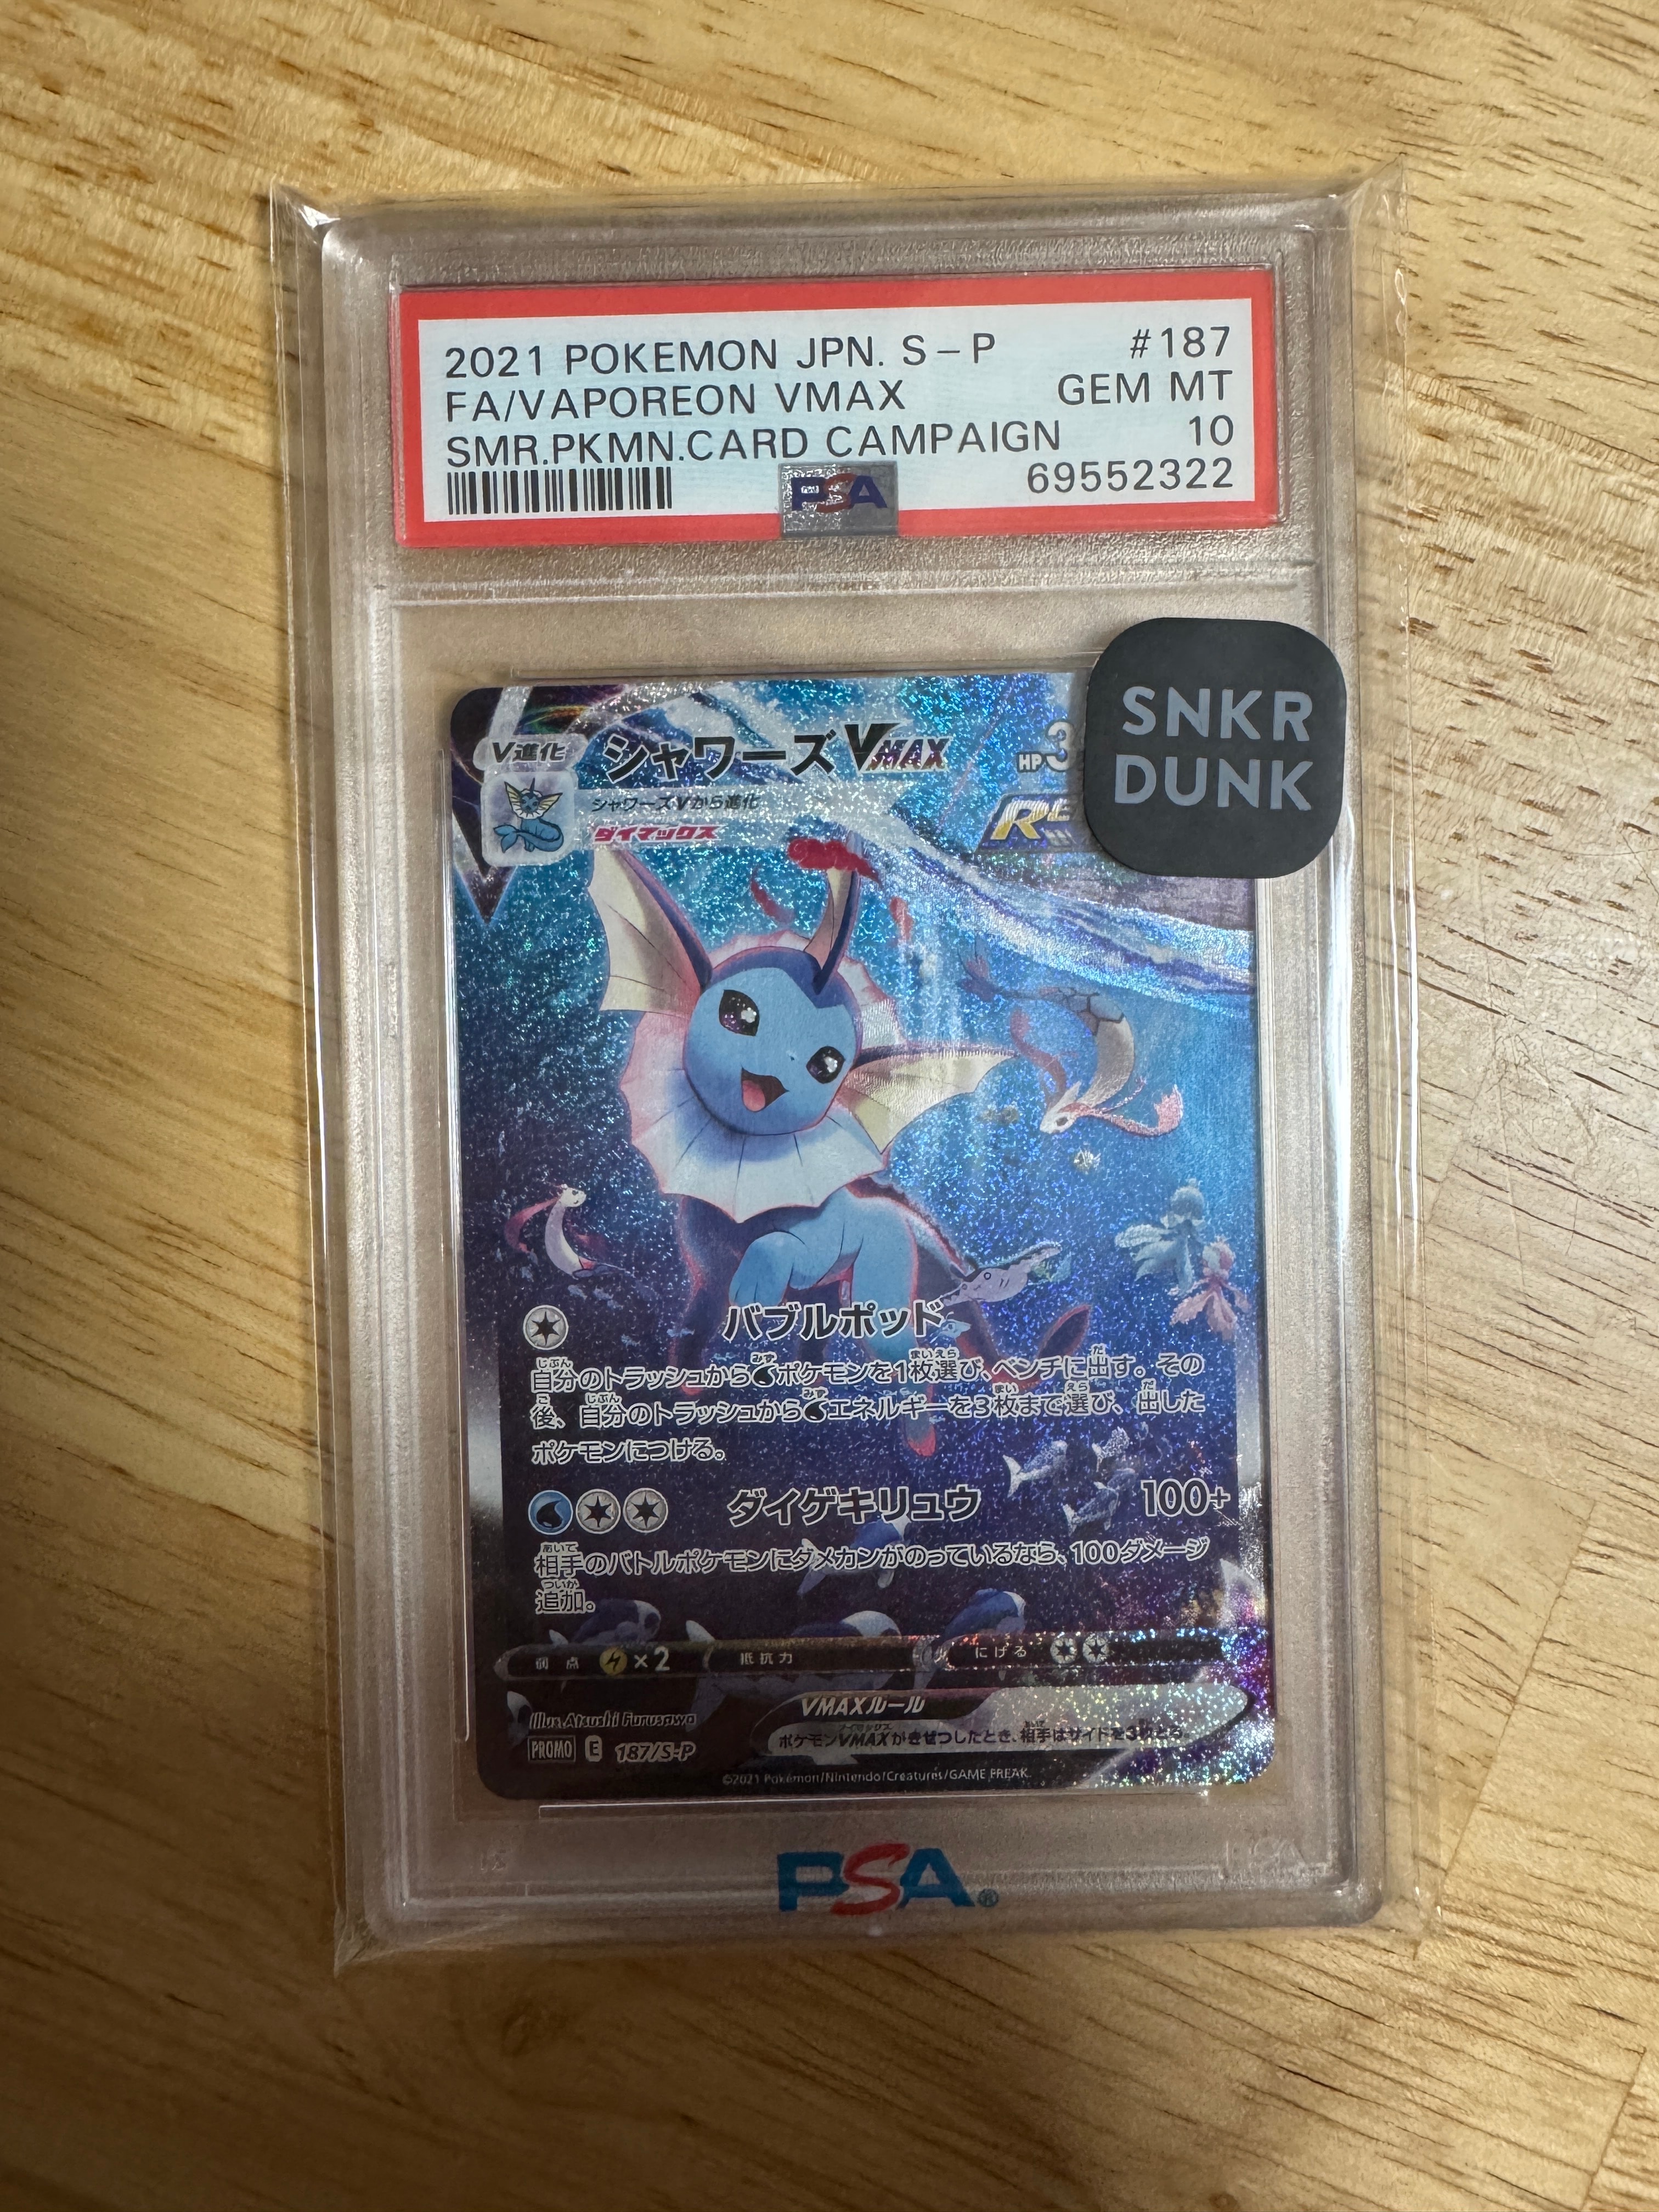 2021 POKEMON JPN. S-P #187
FA/VAPOREON VMAX GEM MT
SMR.PKMN.CARD CAMPAIGN 10
PSA 69552322
SNKR
DUNK
V進化 シャワーズVMAX HP3
シャワーズVから進化
ダイマックス
バブルポッド
自分のトラッシュからポケモンを1枚選び、ベンチに出す。その
後、自分のトラッシュからエネルギーを3枚まで選び、出した
ポケモンにつける。
ダイゲキリュウ 100+
相手のバトルポケモンにダメカンがのっているなら、100ダメージ
追加。
弱点 ×2 抵抗力 にげる
VMAXルール
ポケモンVMAXがきぜつしたとき、相手はサイドを3枚とる。
Illus. Atsushi Furusawa
PROMO E 187/S-P
©2021 Pokémon/Nintendo/Creatures/GAME FREAK.
PSA®